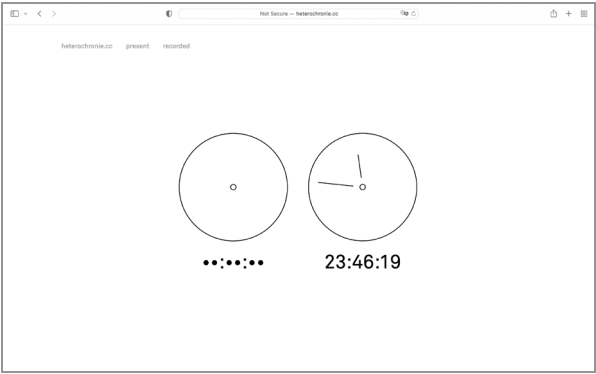 Not Secure — heterochronie.cc
heterochronie.cc present recorded
••:••:•• 23:46:19